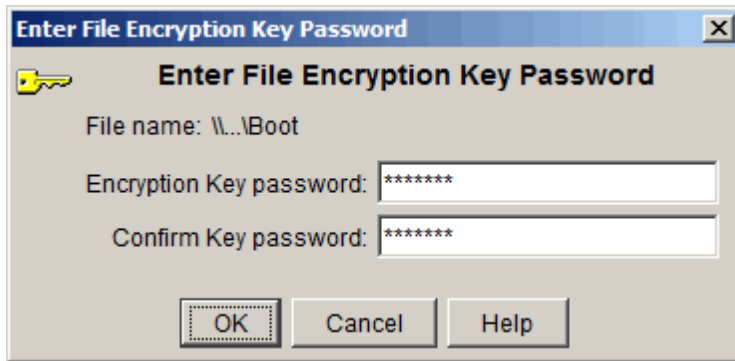 Enter File Encryption Key Password
Enter File Encryption Key Password
File name: \\...\Boot
Encryption Key password: *******
Confirm Key password: *******
OK Cancel Help